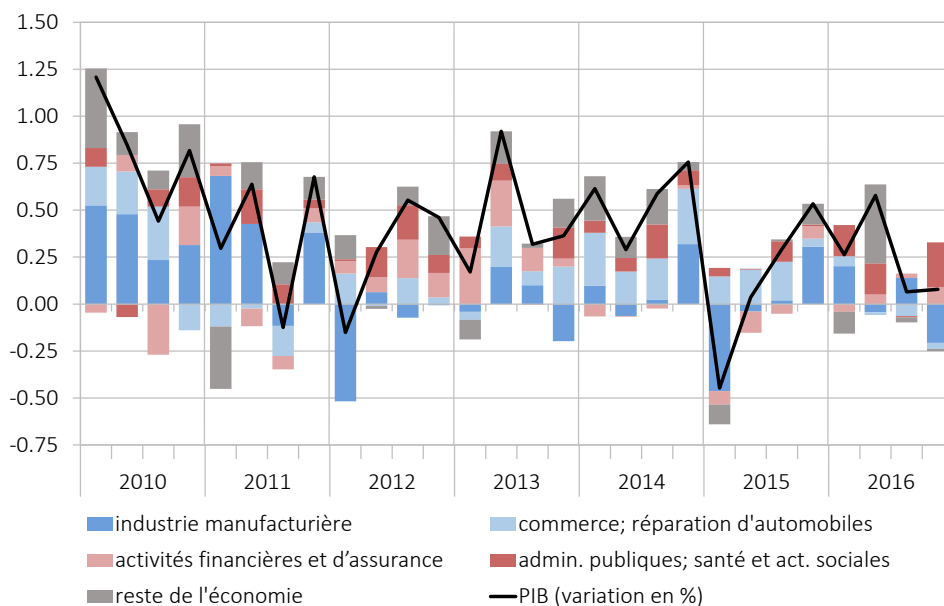 1.50
1.25
1.00
0.75
0.50
0.25
0.00
-0.25
-0.50
-0.75
2010 2011 2012 2013 2014 2015 2016
industrie manufacturière commerce; réparation d'automobiles
activités financières et d’assurance admin. publiques; santé et act. sociales
reste de l'économie PIB (variation en %)